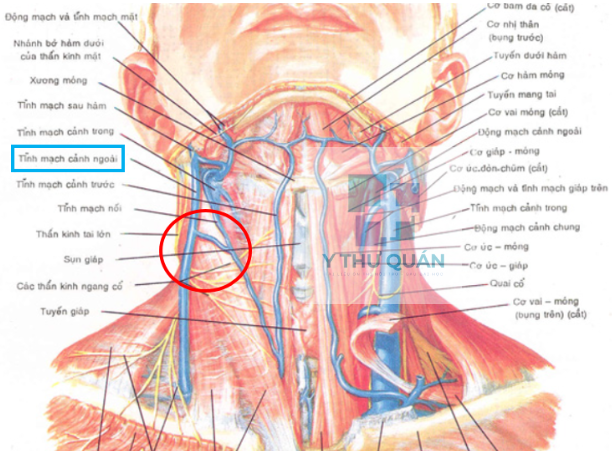 Động mạch và tĩnh mạch mặt
Nhánh bờ hàm dưới
của thần kinh mặt
Xương móng
Tĩnh mạch sau hàm
Tĩnh mạch cảnh trong
Tĩnh mạch cảnh ngoài
Tĩnh mạch cảnh trước
Tĩnh mạch nối
Thần kinh tai lớn
Sụn giáp
Các thần kinh ngang cổ
Tuyến giáp
Cơ bám da cổ (cắt)
Cơ nhị thân
(bụng trước)
Tuyến dưới hàm
Cơ hàm móng
Tuyến mang tai
Cơ vai móng (cắt)
Động mạch cảnh ngoài
Cơ giáp - móng
Cơ ức.đòn.chũm (cắt)
Động mạch và tĩnh mạch giáp trên
Tĩnh mạch cảnh trong
Động mạch cảnh chung
Cơ ức - móng
Cơ ức - giáp
Quai cổ
Cơ vai - móng
(bụng trên) (cắt)
Y THƯ QUÁN